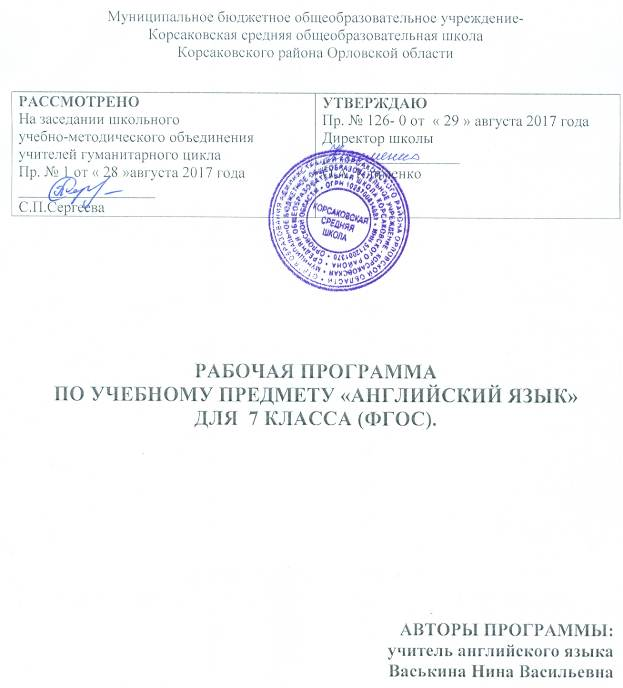 Муниципальное бюджетное общеобразовательное учреждение-
Корсаковская средняя общеобразовательная школа
Корсаковского района Орловской области
РАССМОТРЕНО
На заседании школьного
учебно-методического объединения
учителей гуманитарного цикла
Пр. № 1 от « 28 »августа 2017 года
С.П.Сергеева
УТВЕРЖДАЮ
Пр. № 126- 0 от « 29 » августа 2017 года
Директор школы
КОРСАКОВСКАЯ
СРЕДНЯЯ
ШКОЛА
РАБОЧАЯ ПРОГРАММА
ПО УЧЕБНОМУ ПРЕДМЕТУ «АНГЛИЙСКИЙ ЯЗЫК»
ДЛЯ 7 КЛАССА (ФГОС).
АВТОРЫ ПРОГРАММЫ:
учитель английского языка
Васькина Нина Васильевна